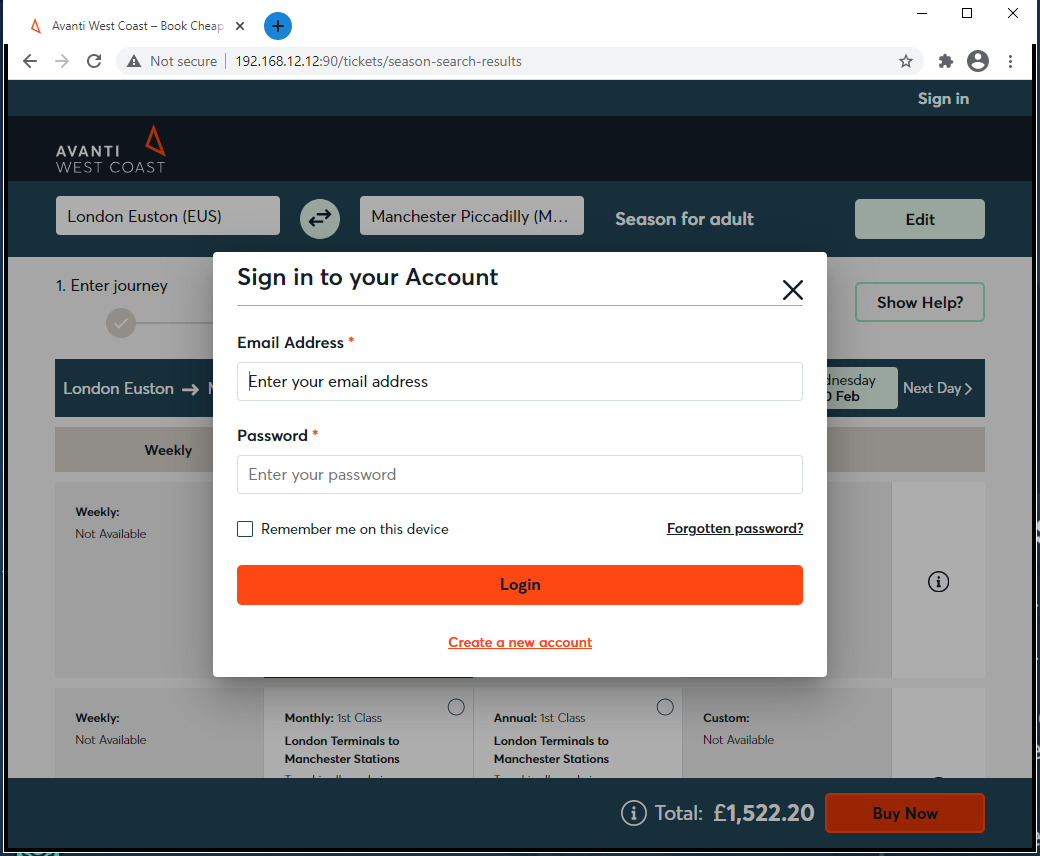 Avanti West Coast – Book Cheap
Not secure
192.168.12.12:90/tickets/season-search-results
Sign in
AVANTI
WEST COAST
London Euston (EUS)
Manchester Piccadilly (M...
Season for adult
Edit
1. Enter journey
Show Help?
Sign in to your Account
Email Address *
Enter your email address
Password *
Enter your password
Remember me on this device
Forgotten password?
Login
Create a new account
London Euston
Feb
Next Day
Weekly
Weekly:
Not Available
Weekly:
Not Available
Monthly: 1st Class
London Terminals to
Manchester Stations
Annual: 1st Class
London Terminals to
Manchester Stations
Custom:
Not Available
Total: £1,522.20
Buy Now